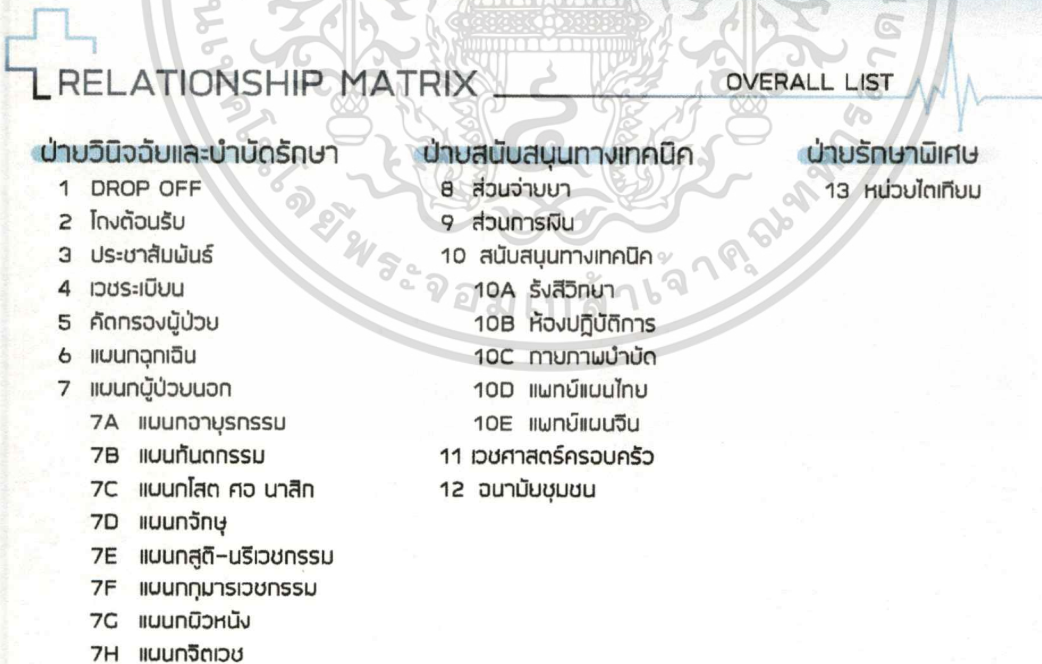 RELATIONSHIP MATRIX
OVERALL LIST
ฝ่ายวินิจฉัยและบำบัดรักษา
1 DROP OFF
2 โถงต้อนรับ
3 ประชาสัมพันธ์
4 เวชระเบียน
5 คัดกรองผู้ป่วย
6 แผนกฉุกเฉิน
7 แผนกผู้ป่วยนอก
7A แผนกอายุรกรรม
7B แผนทันตกรรม
7C แผนกโสต ศอ นาสิก
7D แผนกจักษุ
7E แผนกสูติ-นรีเวชกรรม
7F แผนกกุมารเวชกรรม
7G แผนกผิวหนัง
7H แผนกจิตเวช
ฝ่ายสนับสนุนทางเทคนิค
8 ส่วนจ่ายยา
9 ส่วนการเงิน
10 สนับสนุนทางเทคนิค
10A รังสีวิทยา
10B ห้องปฏิบัติการ
10C กายภาพบำบัด
10D แพทย์แผนไทย
10E แพทย์แผนจีน
11 เวชศาสตร์ครอบครัว
12 อนามัยชุมชน
ฝ่ายรักษาพิเศษ
13 หน่วยไตเทียม